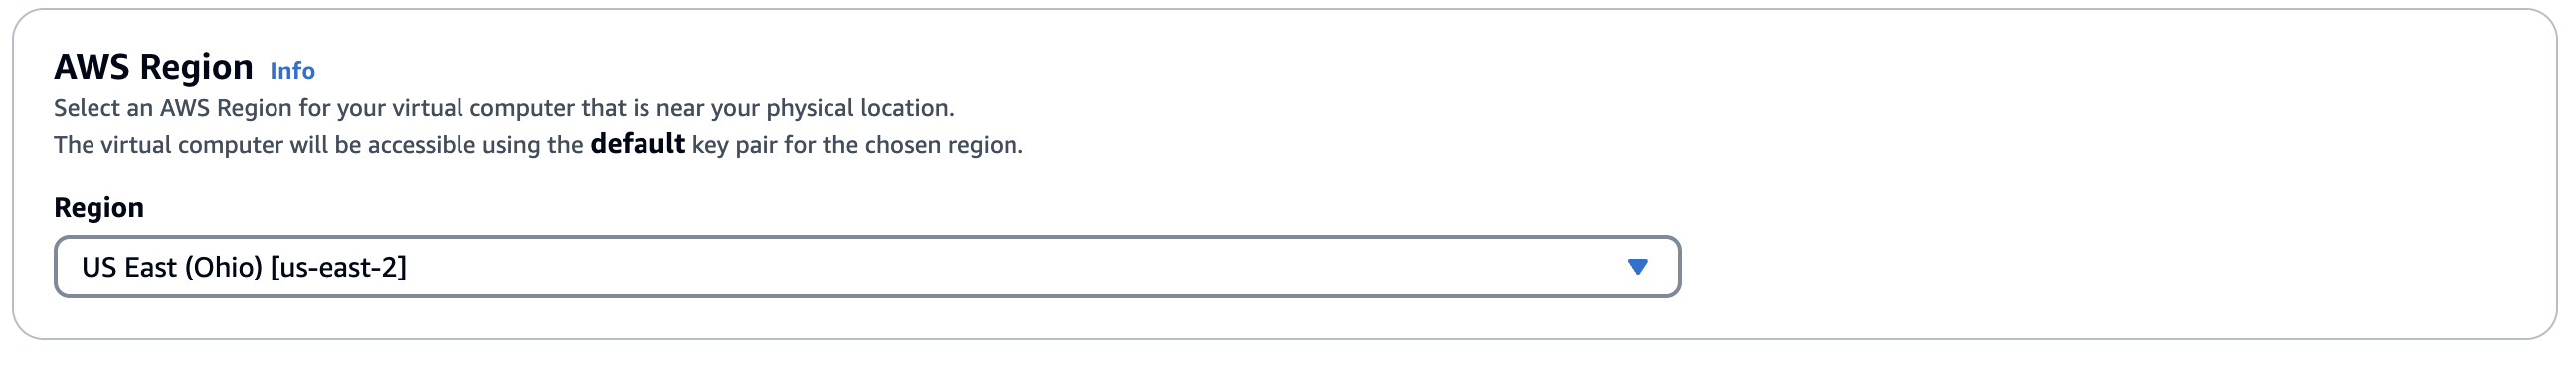 AWS Region Info
Select an AWS Region for your virtual computer that is near your physical location.
The virtual computer will be accessible using the default key pair for the chosen region.
Region
US East (Ohio) [us-east-2]